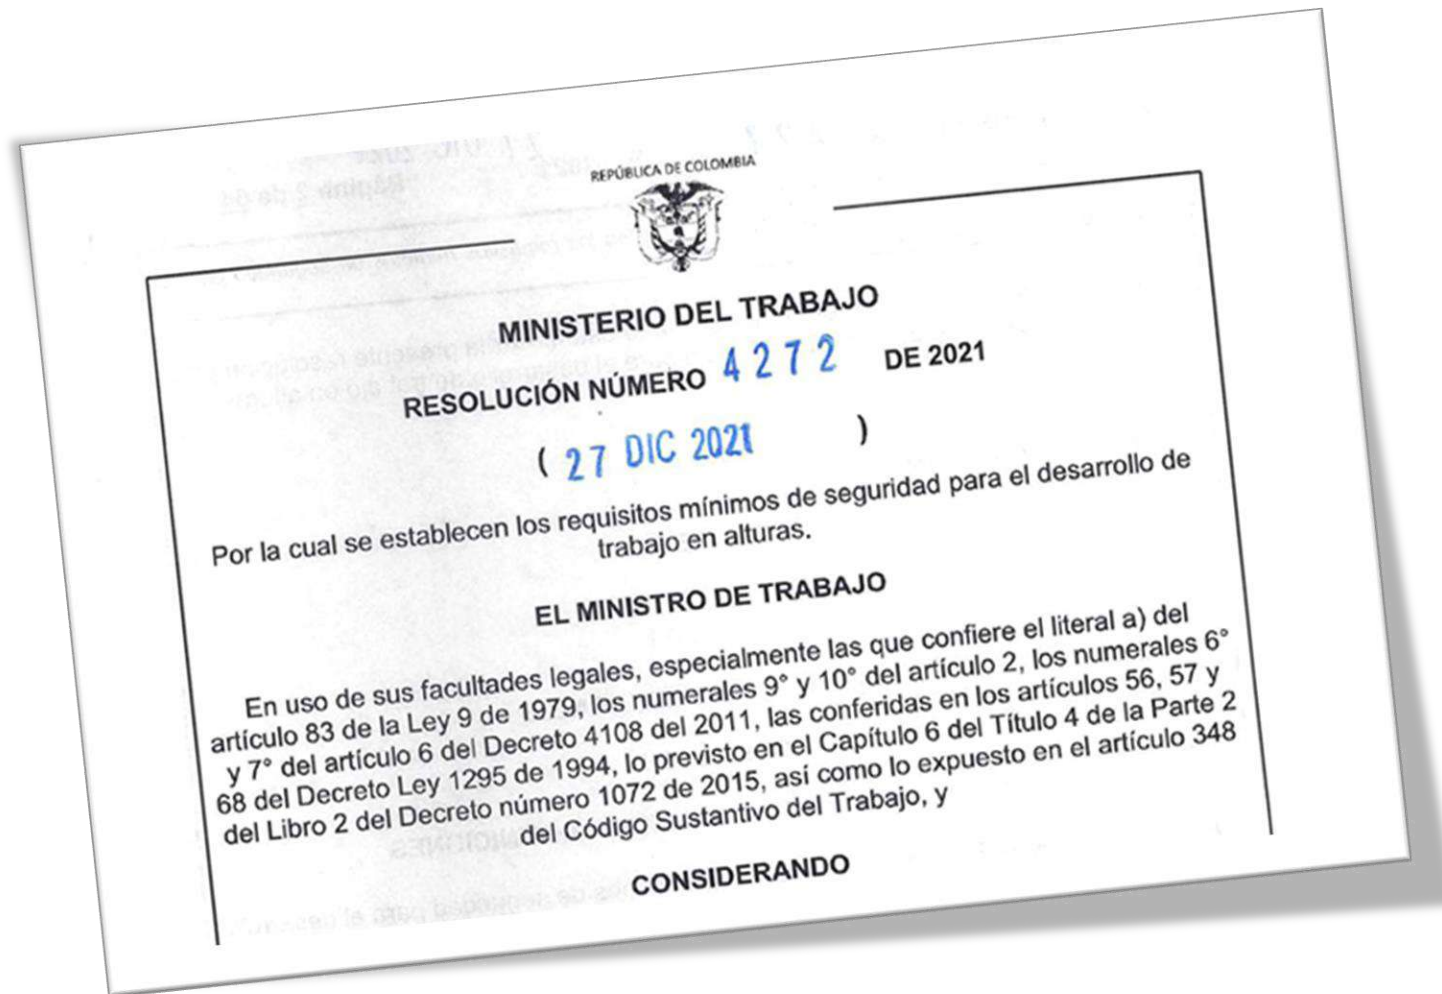 REPÚBLICA DE COLOMBIA
MINISTERIO DEL TRABAJO
RESOLUCIÓN NÚMERO 4272 DE 2021
( 27 DIC 2021 )
Por la cual se establecen los requisitos mínimos de seguridad para el desarrollo de
trabajo en alturas.
EL MINISTRO DE TRABAJO
En uso de sus facultades legales, especialmente las que confiere el literal a) del
artículo 83 de la Ley 9 de 1979, los numerales 9° y 10° del artículo 2, los numerales 6°
y 7° del artículo 6 del Decreto 4108 del 2011, las conferidas en los artículos 56, 57 y
68 del Decreto Ley 1295 de 1994, lo previsto en el Capítulo 6 del Título 4 de la Parte 2
del Libro 2 del Decreto número 1072 de 2015, así como lo expuesto en el artículo 348
del Código Sustantivo del Trabajo, y
CONSIDERANDO